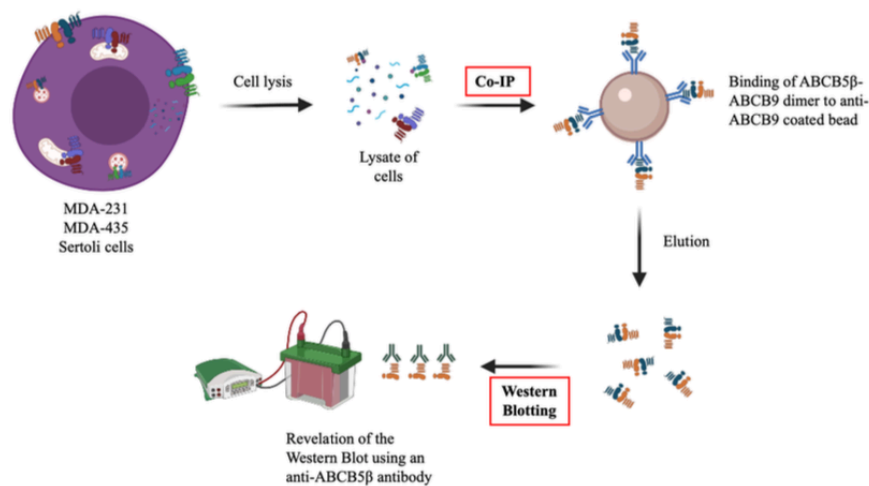 Cell lysis
Co-IP
Binding of ABCB5β-
ABCB9 dimer to anti-
ABCB9 coated bead
Lysate of
cells
MDA-231
MDA-435
Sertoli cells
Elution
Western
Blotting
Revelation of the
Western Blot using an
anti-ABCB5β antibody